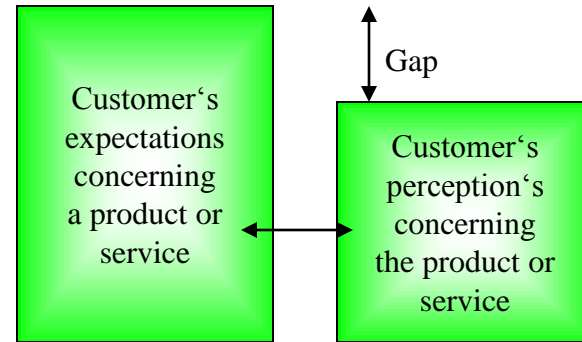 Customer‘s
expectations
concerning
a product or
service
Gap
Customer‘s
perception‘s
concerning
the product or
service